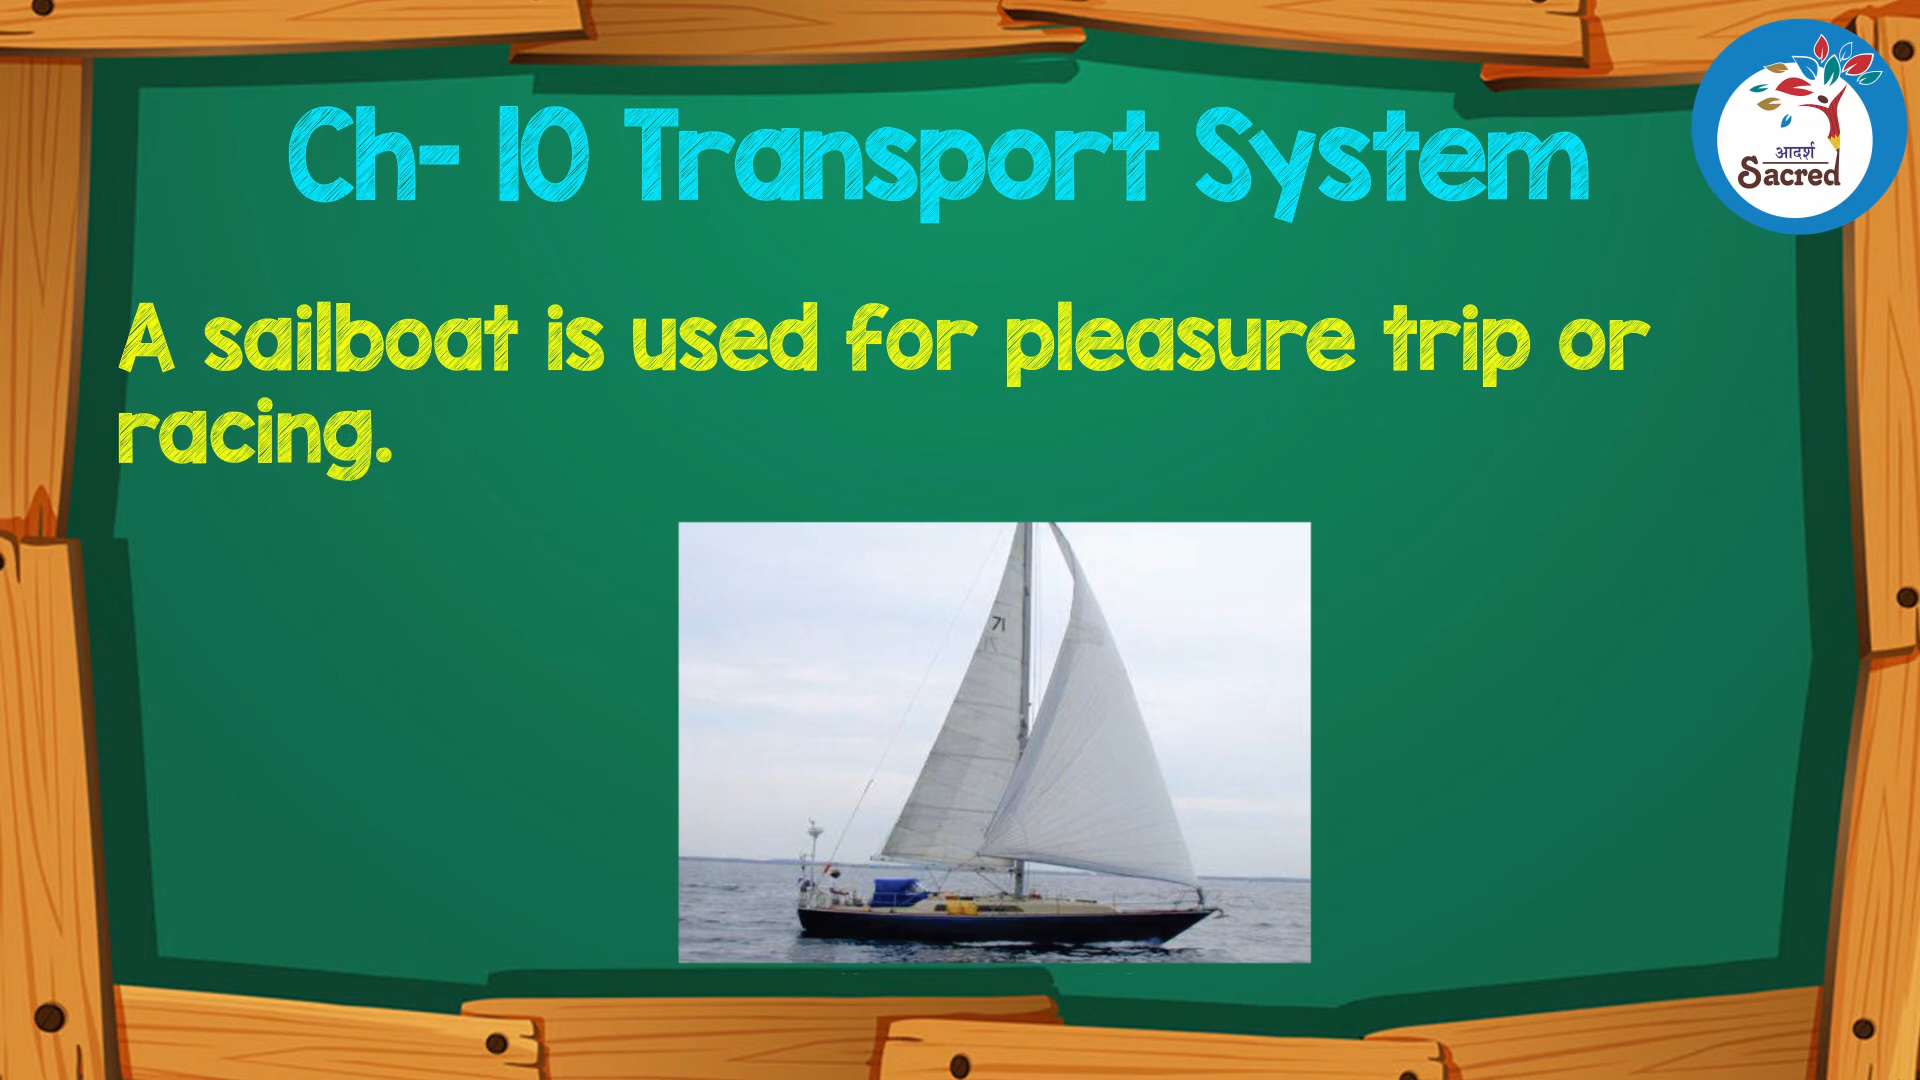 Ch- 10 Transport System
आदर्श
Sacred
A sailboat is used for pleasure trip or
racing.
71